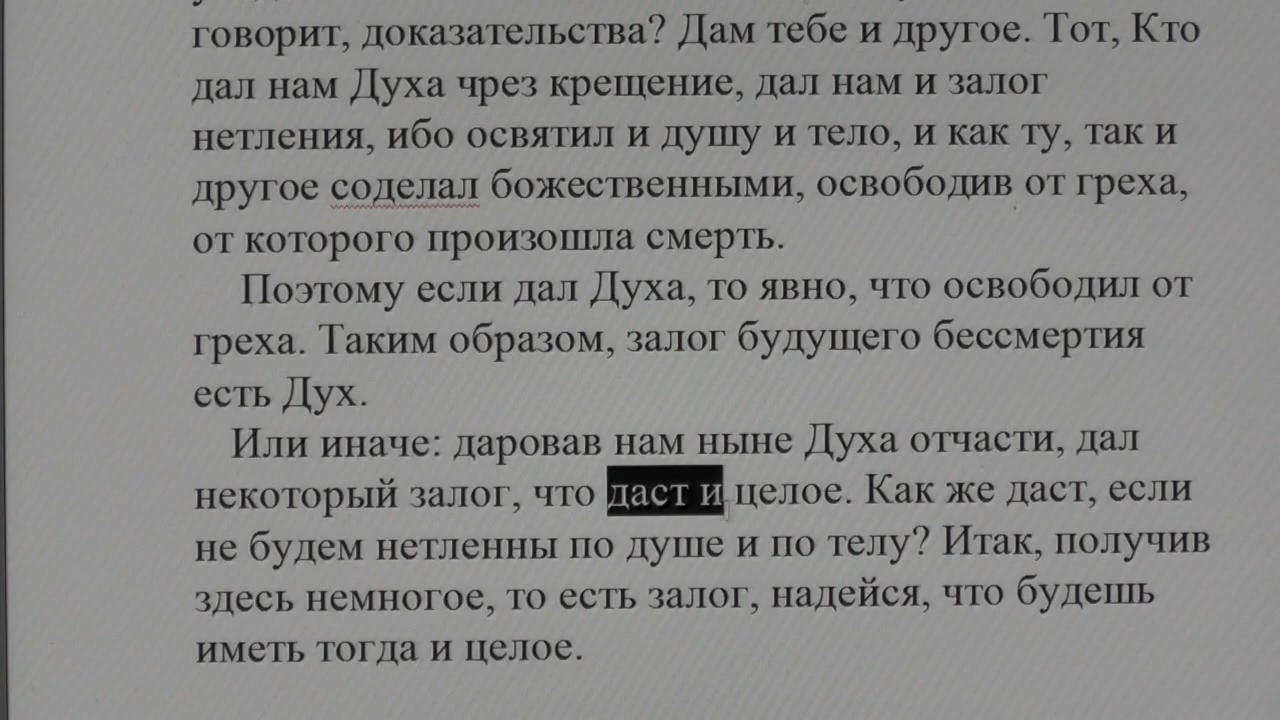 говорит, доказательства? Дам тебе и другое. Тот, Кто
дал нам Духа чрез крещение, дал нам и залог
нетления, ибо освятил и душу и тело, и как ту, так и
другое соделал божественными, освободив от греха,
от которого произошла смерть.
Поэтому если дал Духа, то явно, что освободил от
греха. Таким образом, залог будущего бессмертия
есть Дух.
Или иначе: даровав нам ныне Духа отчасти, дал
некоторый залог, что даст и целое. Как же даст, если
не будем нетленны по душе и по телу? Итак, получив
здесь немногое, то есть залог, надейся, что будешь
иметь тогда и целое.